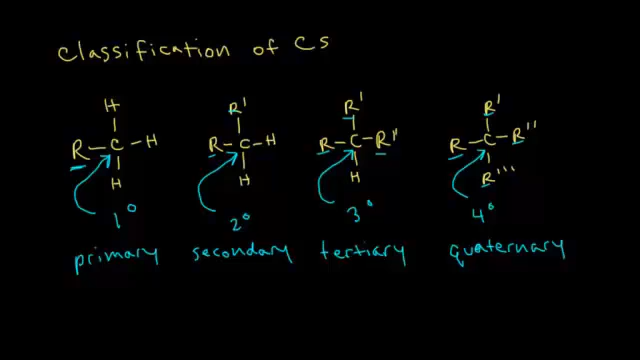 Classification of Cs
H R' R' R'
R-C-H R-C-H R-C-R" R-C-R"
H H H R'''
1° 2° 3° 4°
primary secondary tertiary quaternary